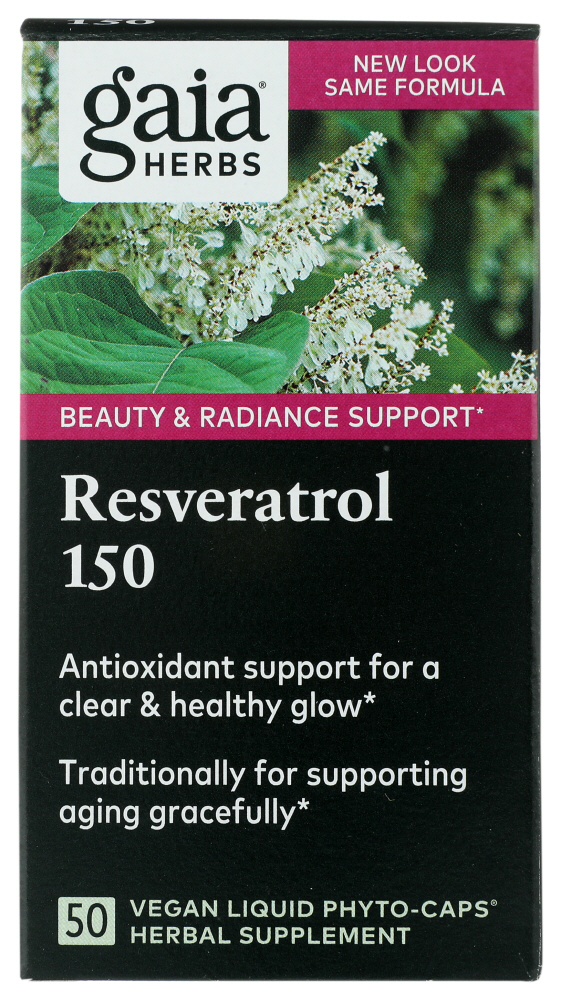 150
gaia®
HERBS
NEW LOOK
SAME FORMULA
BEAUTY & RADIANCE SUPPORT*
Resveratrol
150
Antioxidant support for a
clear & healthy glow*
Traditionally for supporting
aging gracefully*
50 VEGAN LIQUID PHYTO-CAPS®
HERBAL SUPPLEMENT